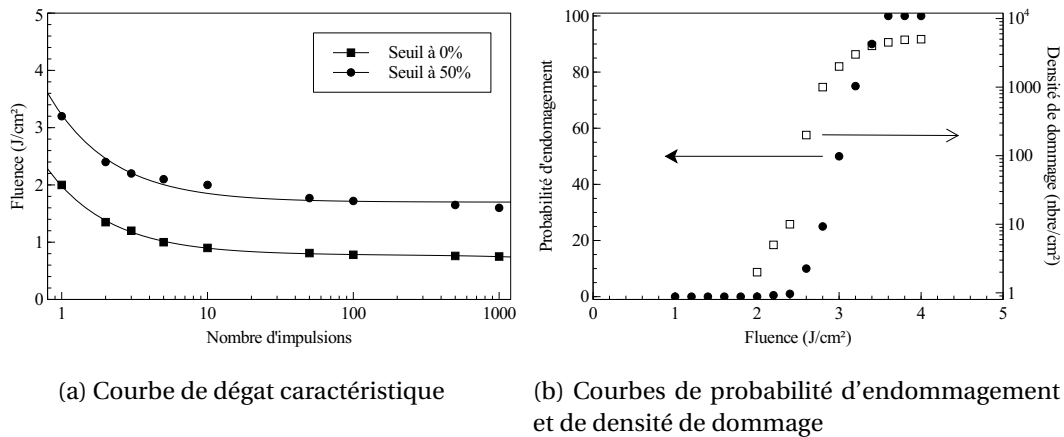 5
4
3
2
1
0
Fluence (J/cm²)
Seuil à 0%
Seuil à 50%
1
10
100
1000
Nombre d'impulsions
(a) Courbe de dégat caractéristique
100
80
60
40
20
0
Probabilité d'endomagement
10⁴
1000
100
10
1
Densité de dommage (nbre/cm²)
0
1
2
3
4
5
Fluence (J/cm²)
(b) Courbes de probabilité d'endommagement
et de densité de dommage